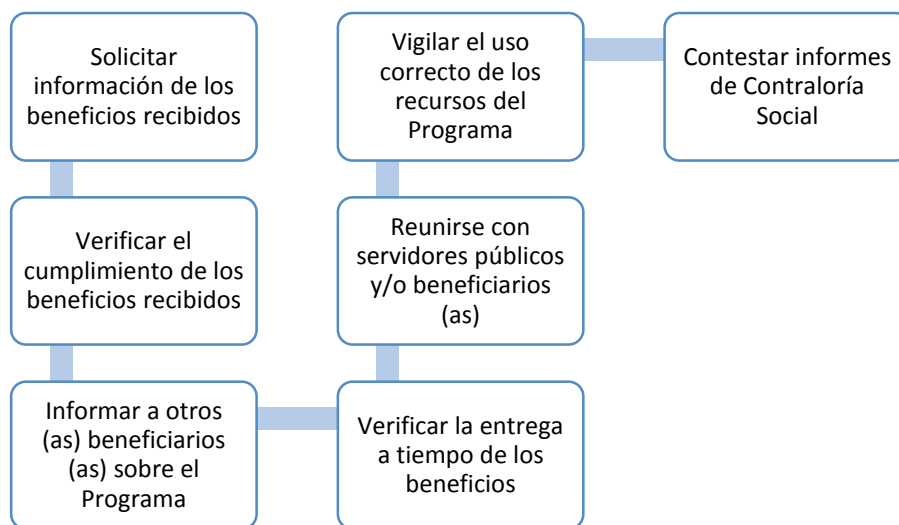 Solicitar
información de los
beneficios recibidos
Verificar el
cumplimiento de los
beneficios recibidos
Informar a otros
(as) beneficiarios
(as) sobre el
Programa
Verificar la entrega
a tiempo de los
beneficios
Reunirse con
servidores públicos
y/o beneficiarios
(as)
Vigilar el uso
correcto de los
recursos del
Programa
Contestar informes
de Contraloría
Social